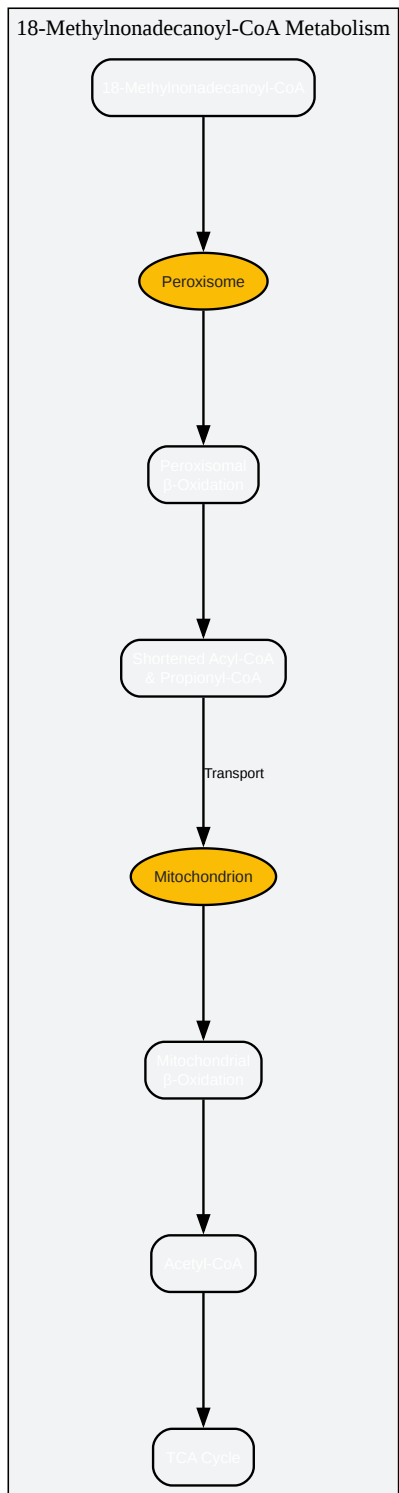 18-Methylnonadecanoyl-CoA Metabolism
18-Methylnonadecanoyl-CoA
Peroxisome
Peroxisomal
β-Oxidation
Shortened Acyl-CoA
& Propionyl-CoA
Transport
Mitochondrion
Mitochondrial
β-Oxidation
Acetyl-CoA
TCA Cycle